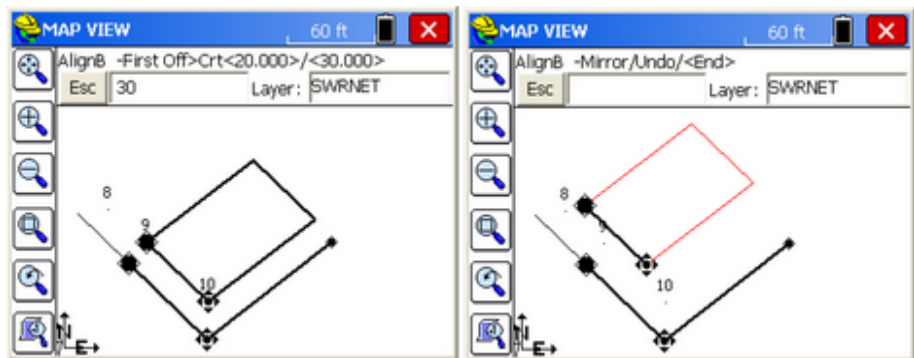 MAP VIEW 60 ft
AlignB -First Off>Crt<20.000>/<30.000>
Esc 30 Layer: SWRNET
8
9
10
N
E
MAP VIEW 60 ft
AlignB -Mirror/Undo/<End>
Esc Layer: SWRNET
8
9
10
N
E